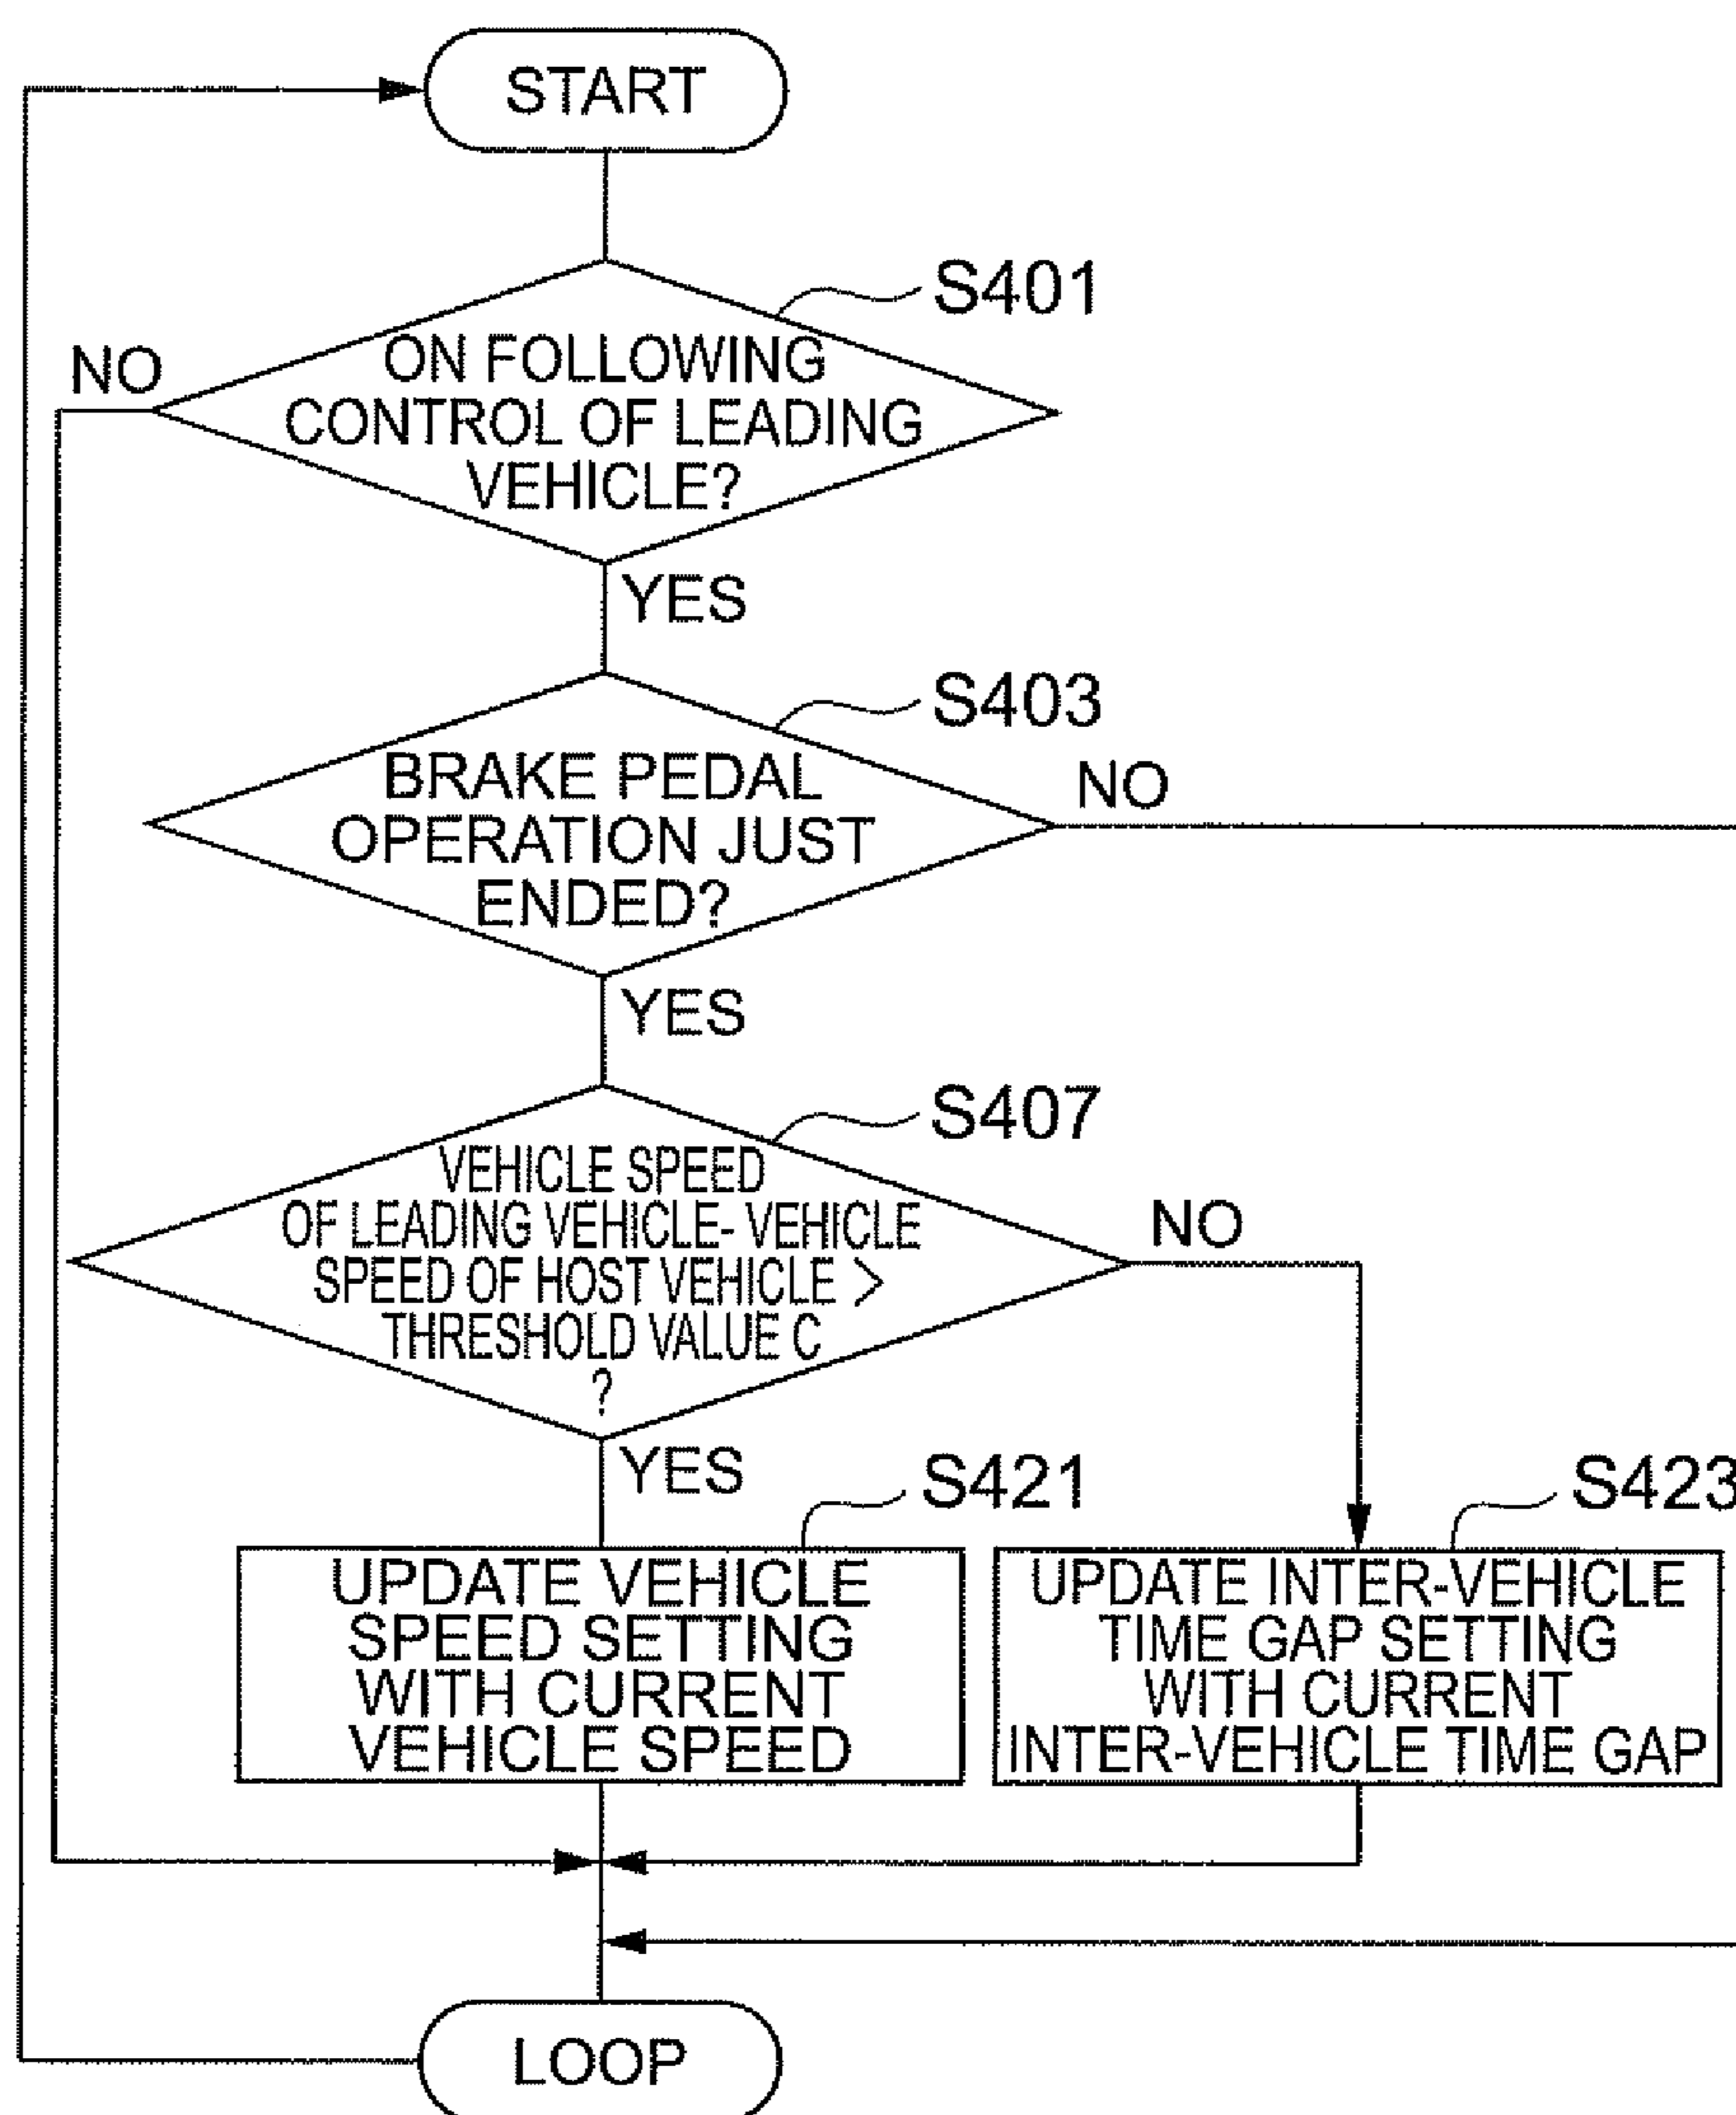 START
S401
ON FOLLOWING
CONTROL OF LEADING
VEHICLE?
NO
YES
S403
BRAKE PEDAL
OPERATION JUST
ENDED?
NO
YES
S407
VEHICLE SPEED
OF LEADING VEHICLE- VEHICLE
SPEED OF HOST VEHICLE >
THRESHOLD VALUE C
?
NO
YES
S421
UPDATE VEHICLE
SPEED SETTING
WITH CURRENT
VEHICLE SPEED
S423
UPDATE INTER-VEHICLE
TIME GAP SETTING
WITH CURRENT
INTER-VEHICLE TIME GAP
LOOP